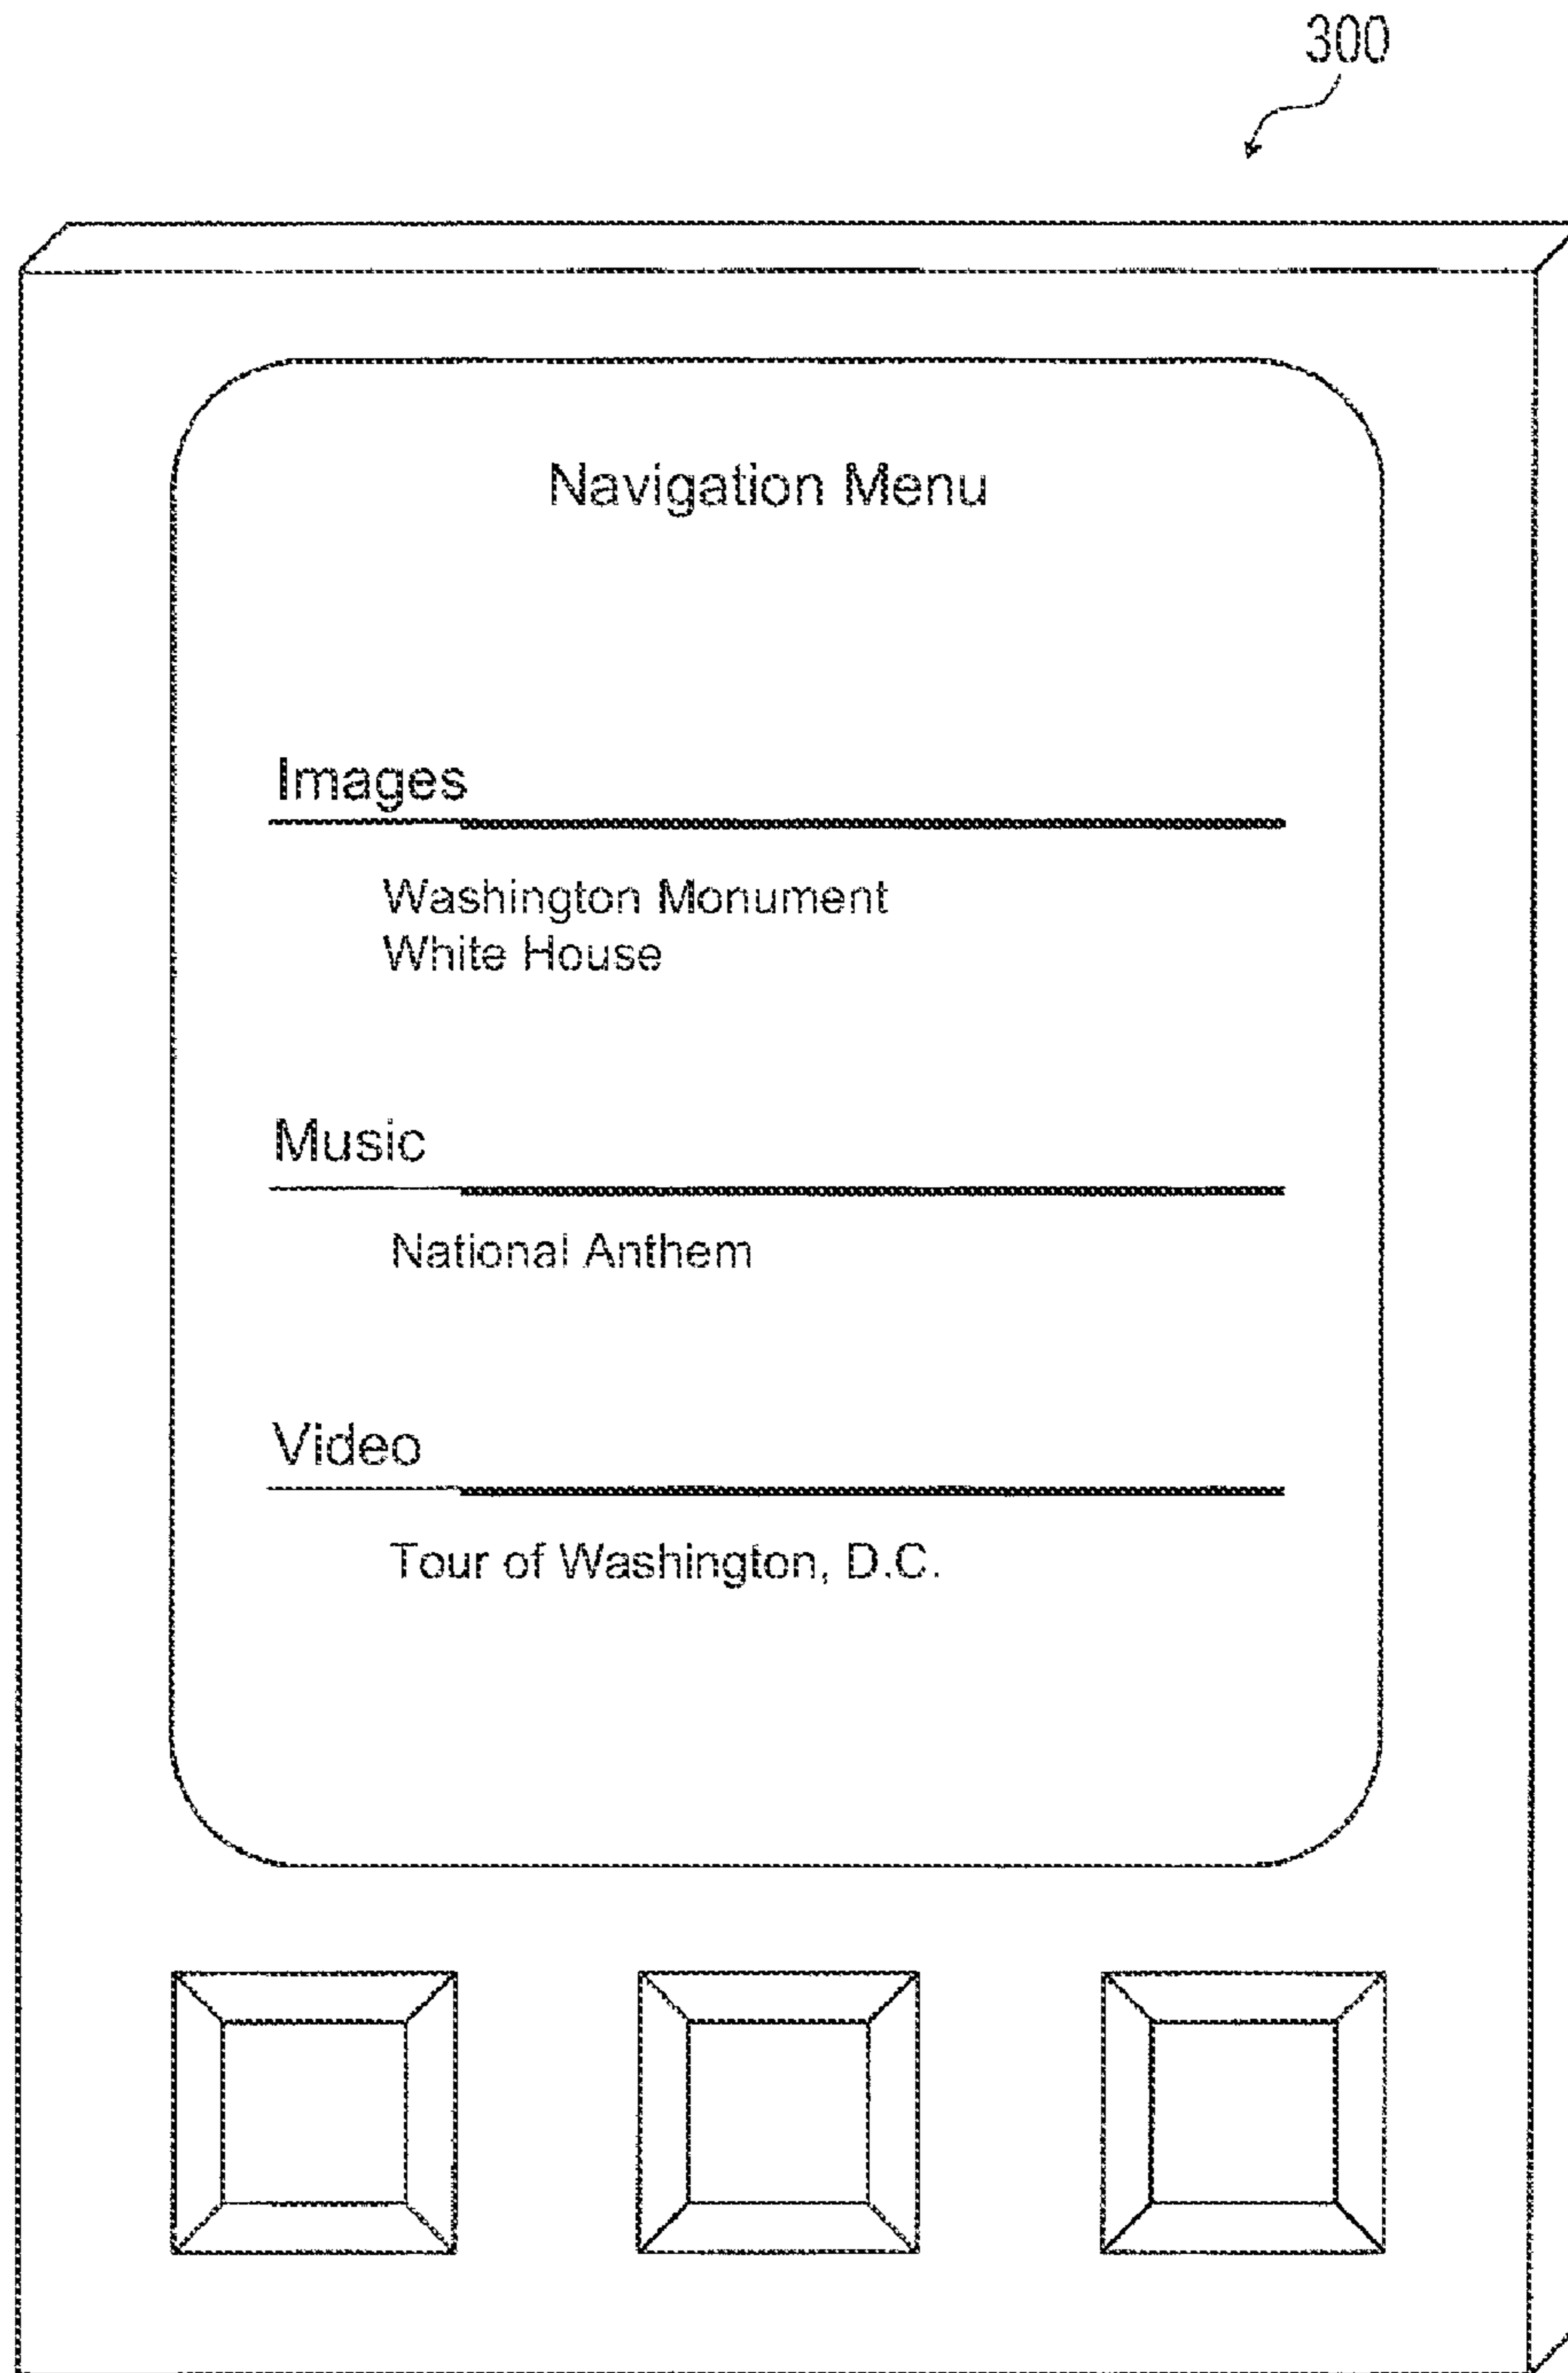 300
Navigation Menu
Images
Washington Monument
White House
Music
National Anthem
Video
Tour of Washington, D.C.